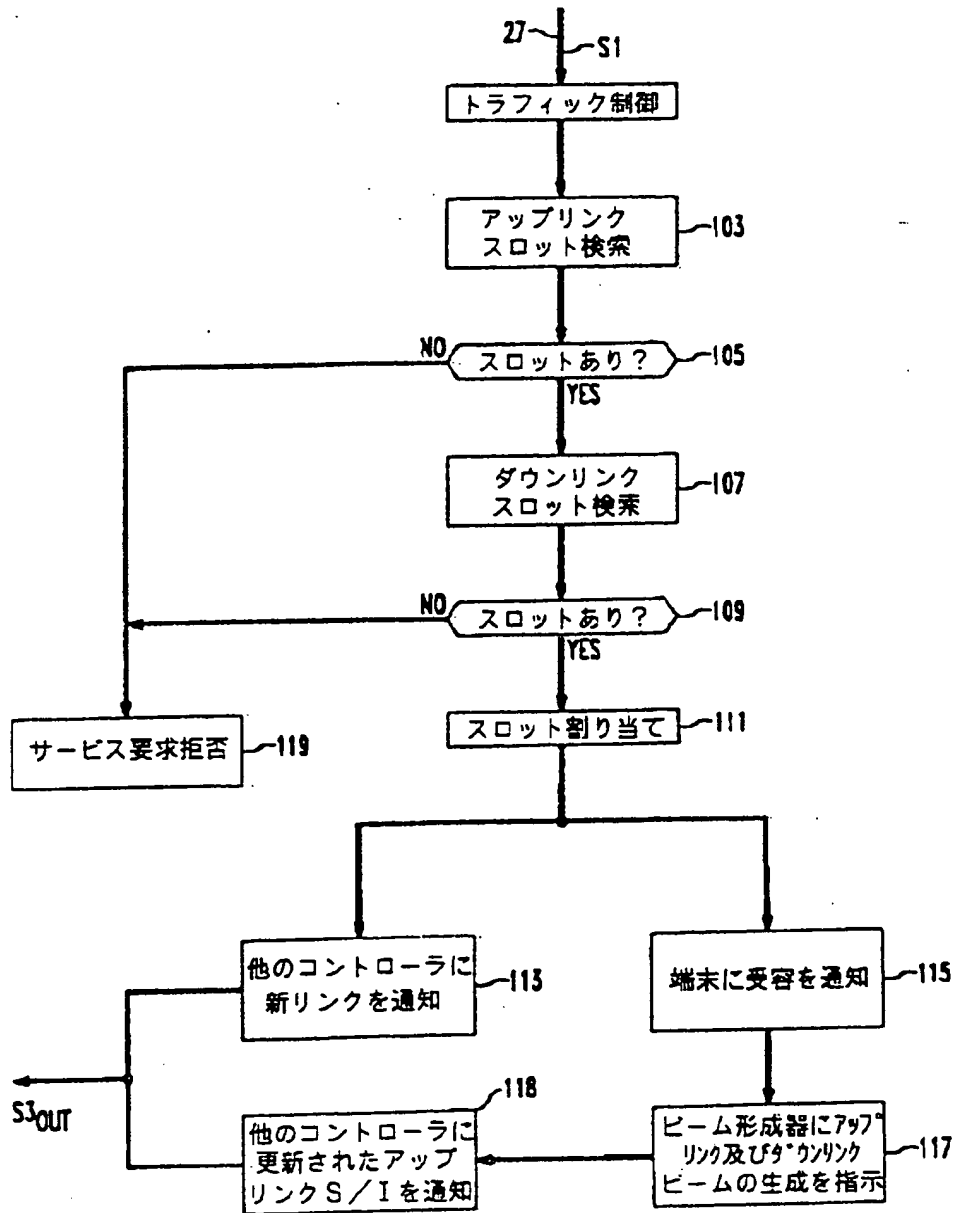 27
S1
トラフィック制御
アップリンク
スロット検索
103
NO
スロットあり?
105
YES
ダウンリンク
スロット検索
107
NO
スロットあり?
109
YES
スロット割り当て
111
サービス要求拒否
119
他のコントローラに
新リンクを通知
113
端末に受容を通知
115
S3OUT
118
他のコントローラに
更新されたアップ
リンクS/Iを通知
ビーム形成器にアップ
リンク及びダウンリンク
ビームの生成を指示
117